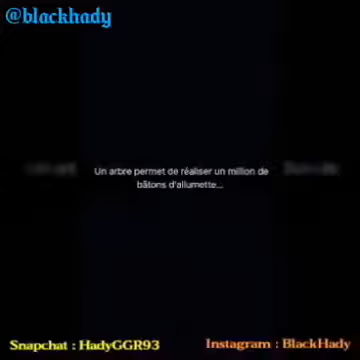 @blackhady
Un arbre permet de réaliser un million de
bâtons d'allumette...
Snapchat : HadyGGR93
Instagram : BlackHady